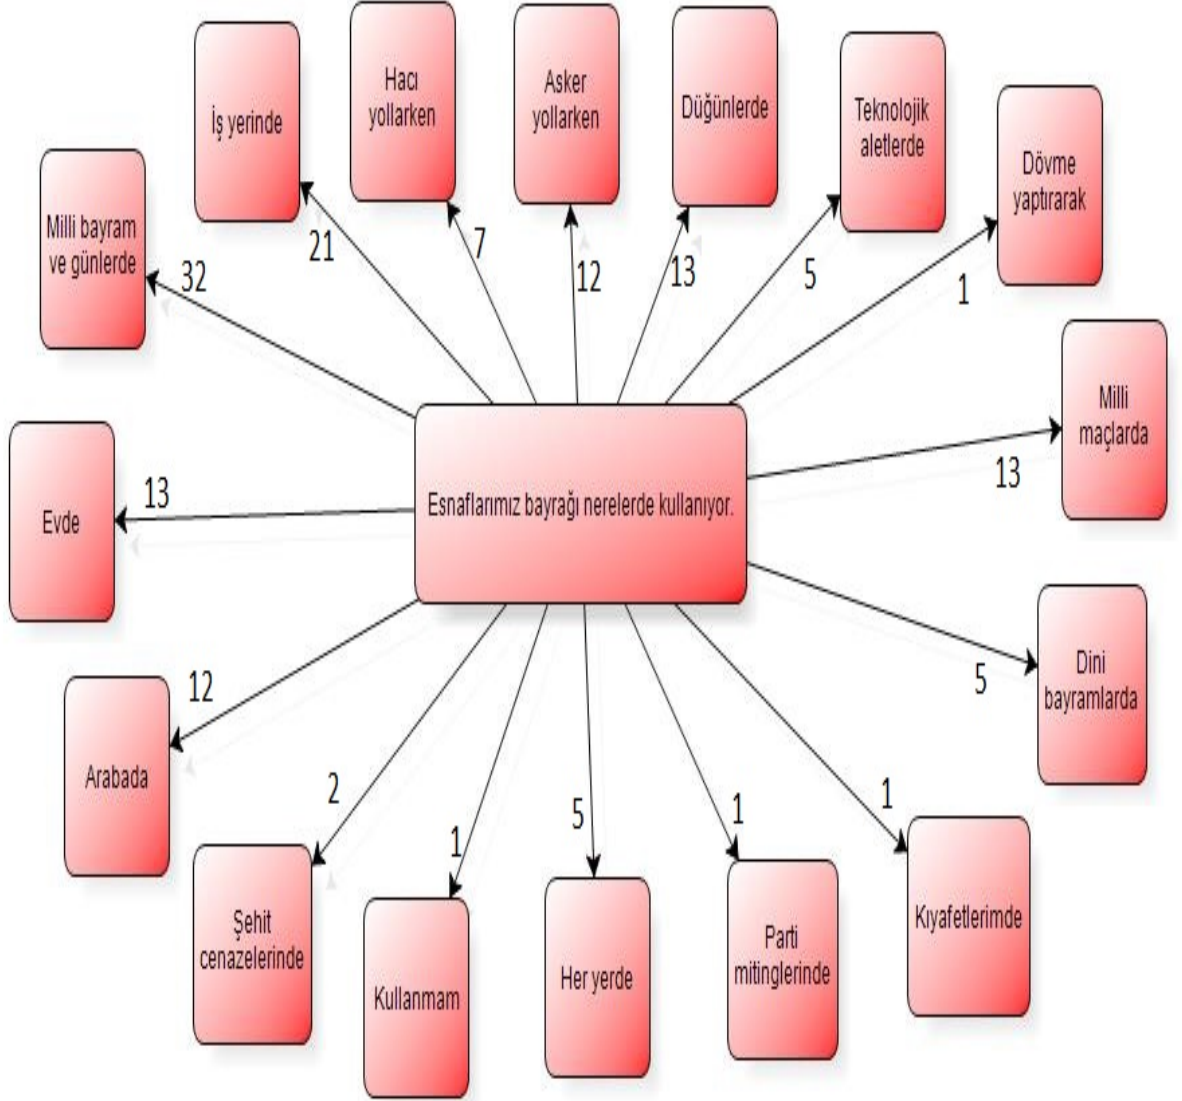 Hacı
yollarken
Asker
yollarken
Düğünlerde
Teknolojik
aletlerde
İş yerinde
Dövme
yaptırarak
Milli bayram
ve günlerde
32
21
7
12
13
5
1
Milli
maçlarda
13
Esnaflarımız bayrağı nerelerde kullanıyor.
Evde
13
Dini
bayramlarda
5
Arabada
12
2
1
5
1
1
Şehit
cenazelerinde
Kullanmam
Her yerde
Parti
mitinglerinde
Kıyafetlerimde